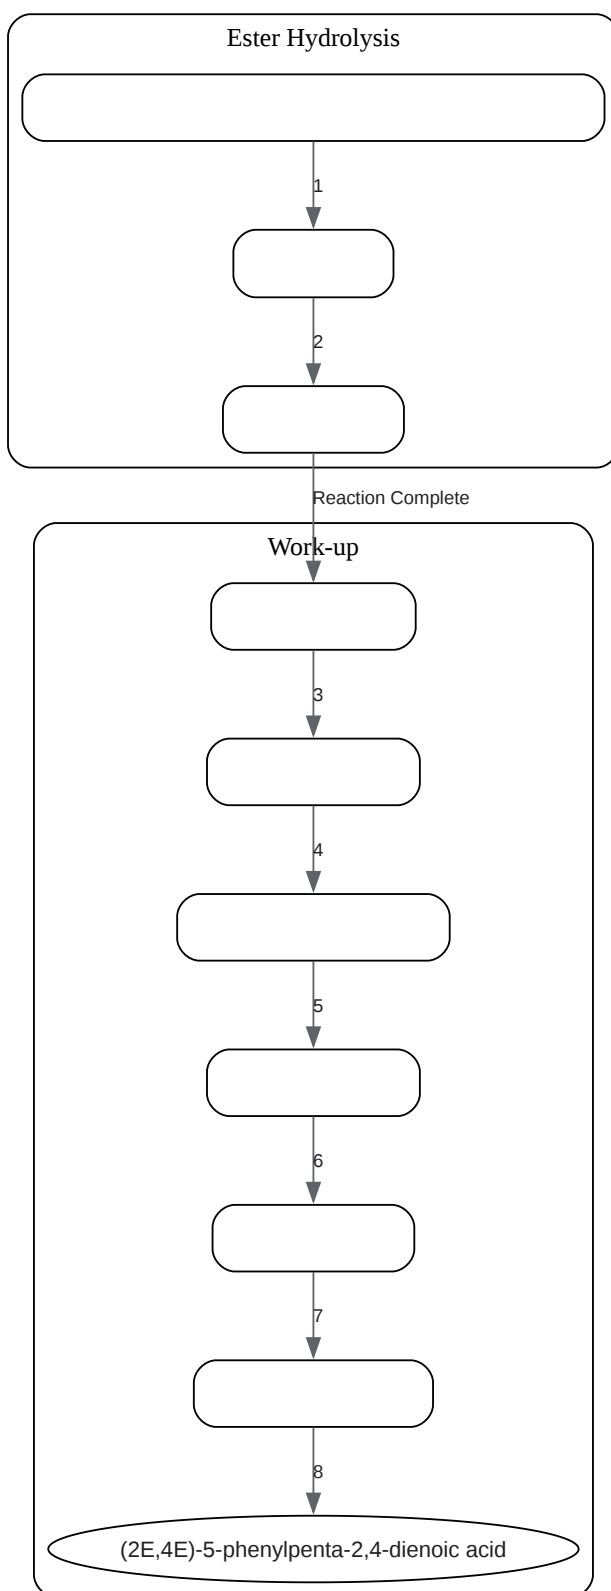 Ester Hydrolysis
1
2
Reaction Complete
Work-up
3
4
5
6
7
8
(2E,4E)-5-phenylpenta-2,4-dienoic acid